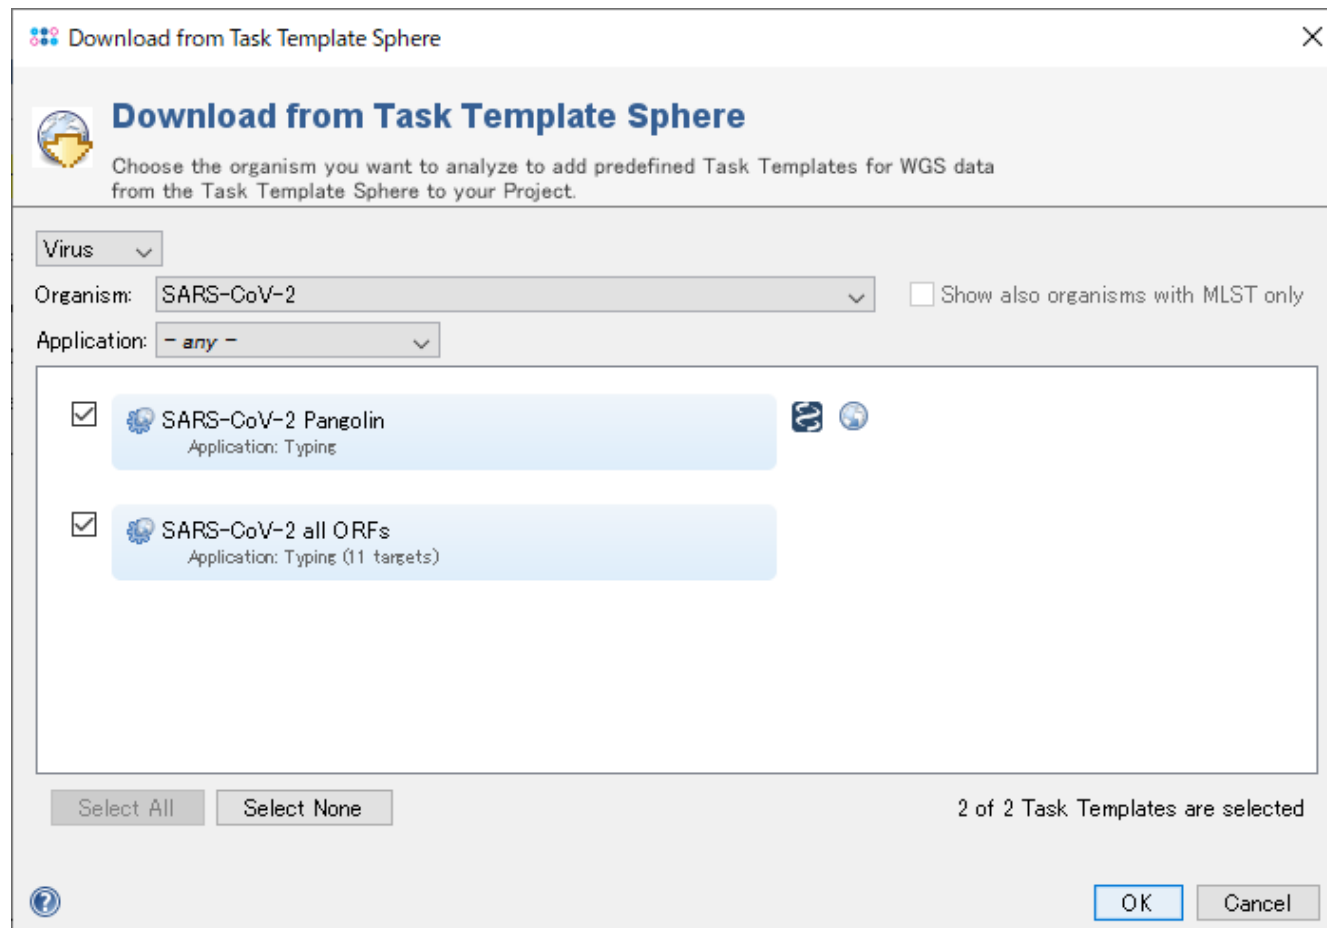 Download from Task Template Sphere
Download from Task Template Sphere
Choose the organism you want to analyze to add predefined Task Templates for WGS data
from the Task Template Sphere to your Project.
Virus
Organism: SARS-CoV-2 Show also organisms with MLST only
Application: - any -
SARS-CoV-2 Pangolin
Application: Typing
SARS-CoV-2 all ORFs
Application: Typing (11 targets)
Select All Select None 2 of 2 Task Templates are selected
OK Cancel